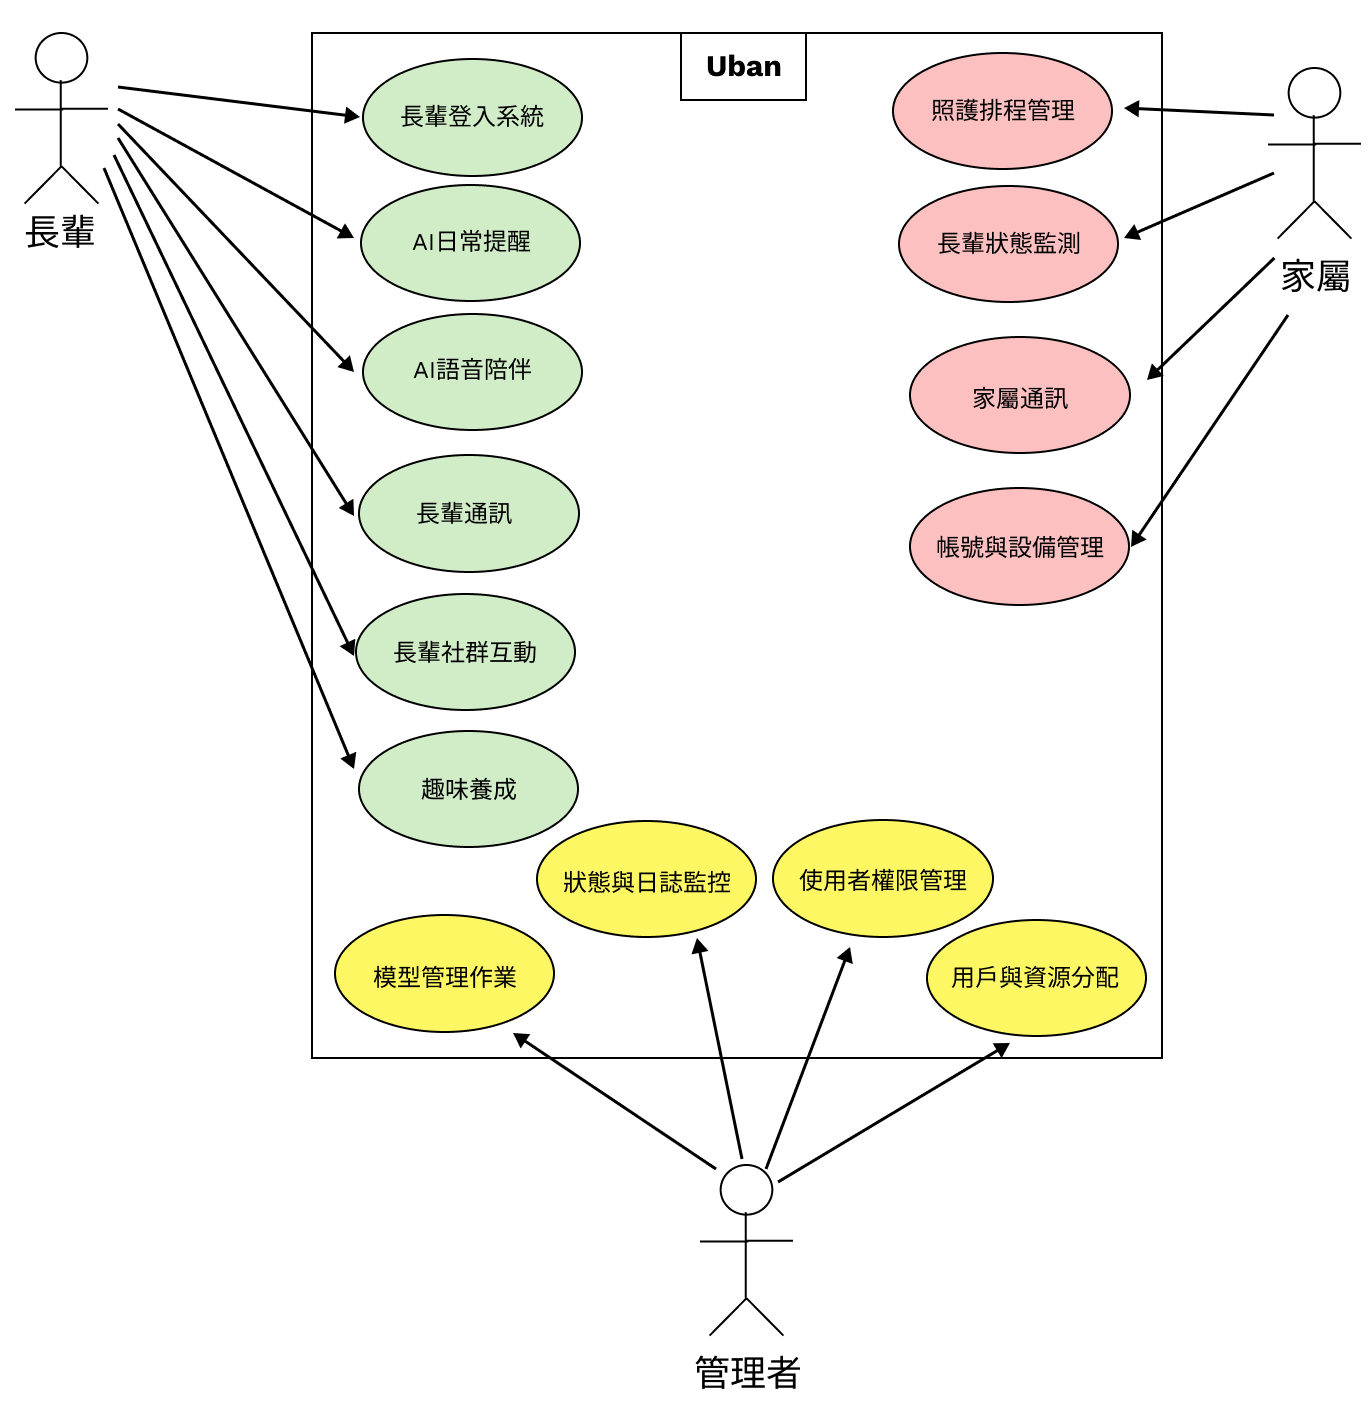 Uban
長輩
長輩登入系統
AI日常提醒
AI語音陪伴
長輩通訊
長輩社群互動
趣味養成
照護排程管理
長輩狀態監測
家屬通訊
帳號與設備管理
家屬
狀態與日誌監控
使用者權限管理
模型管理作業
用戶與資源分配
管理者